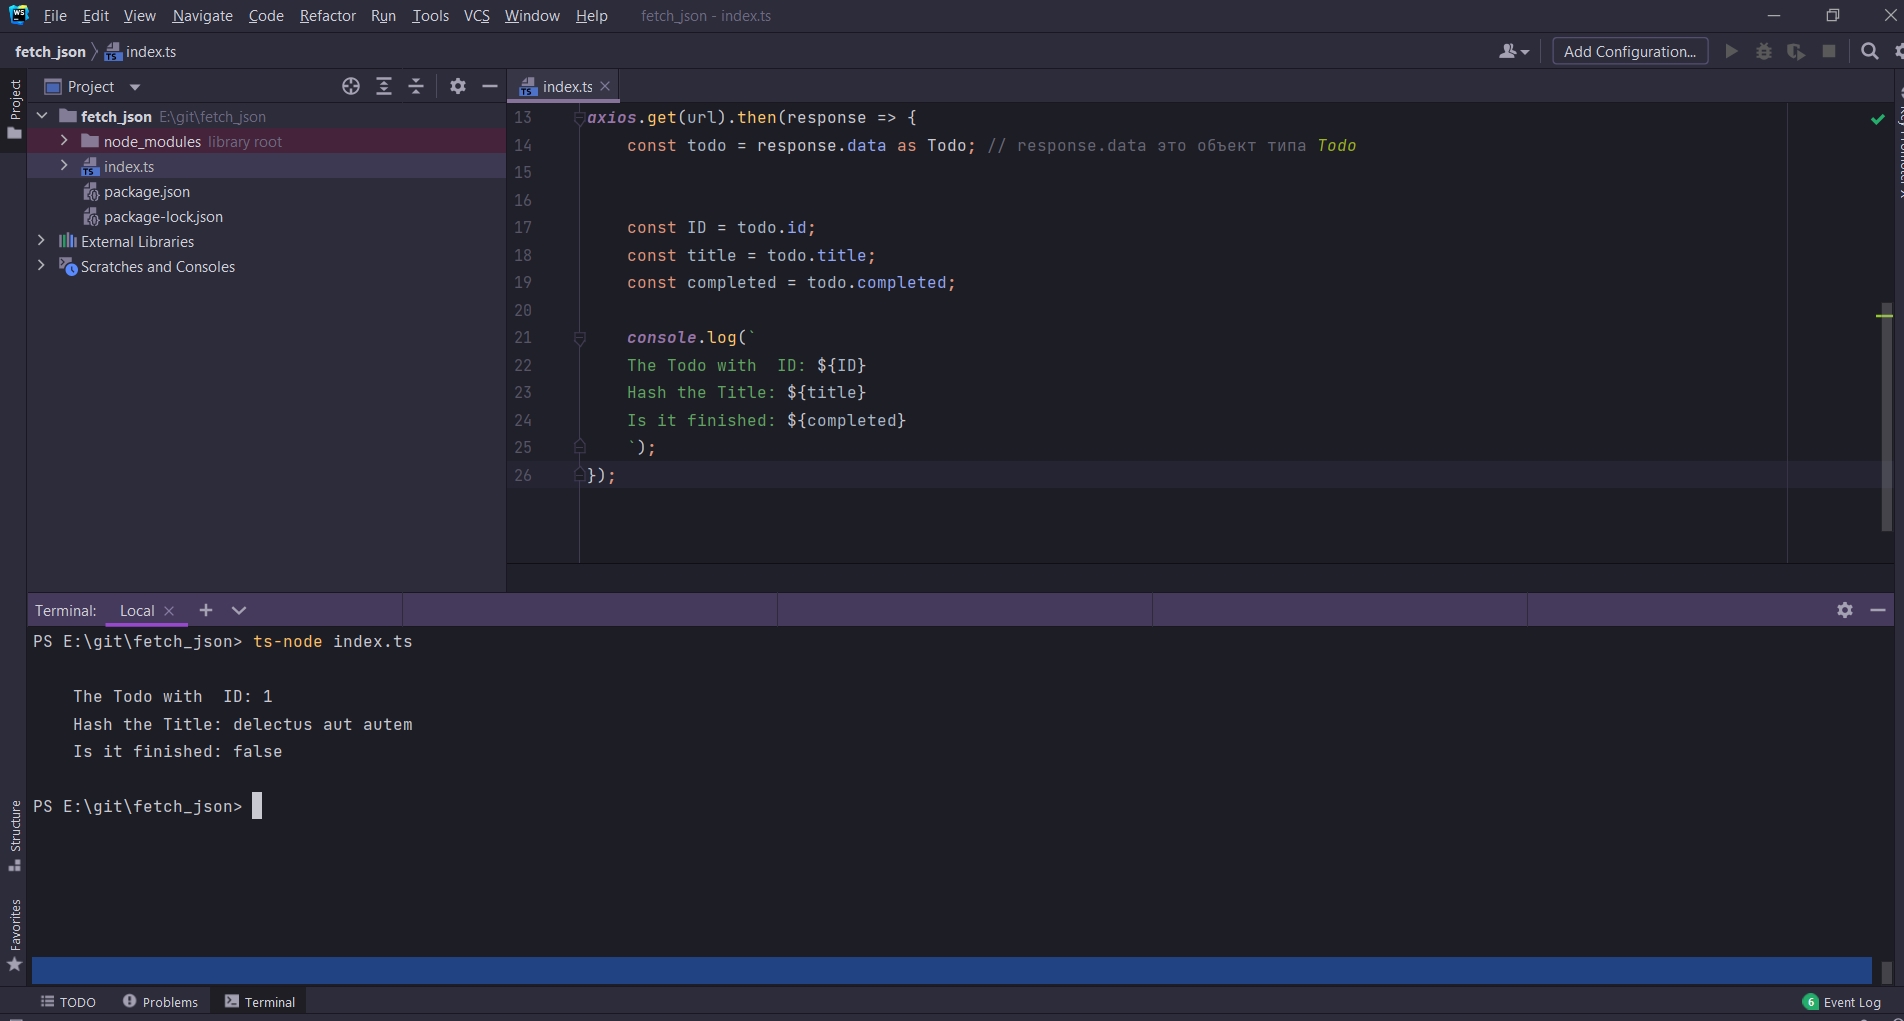 File Edit View Navigate Code Refactor Run Tools VCS Window Help fetch_json - index.ts
fetch_json index.ts Add Configuration...
Project
Project
index.ts
fetch_json E:\git\fetch_json
node_modules library root
index.ts
package.json
package-lock.json
External Libraries
Scratches and Consoles
13 axios.get(url).then(response => {
14 const todo = response.data as Todo; // response.data это объект типа Todo
15
16
17 const ID = todo.id;
18 const title = todo.title;
19 const completed = todo.completed;
20
21 console.log(`
22 The Todo with  ID: ${ID}
23 Hash the Title: ${title}
24 Is it finished: ${completed}
25 `);
26 });
Terminal: Local
PS E:\git\fetch_json> ts-node index.ts
The Todo with  ID: 1
Hash the Title: delectus aut autem
Is it finished: false
PS E:\git\fetch_json>
Structure
Favorites
TODO Problems Terminal 6 Event Log